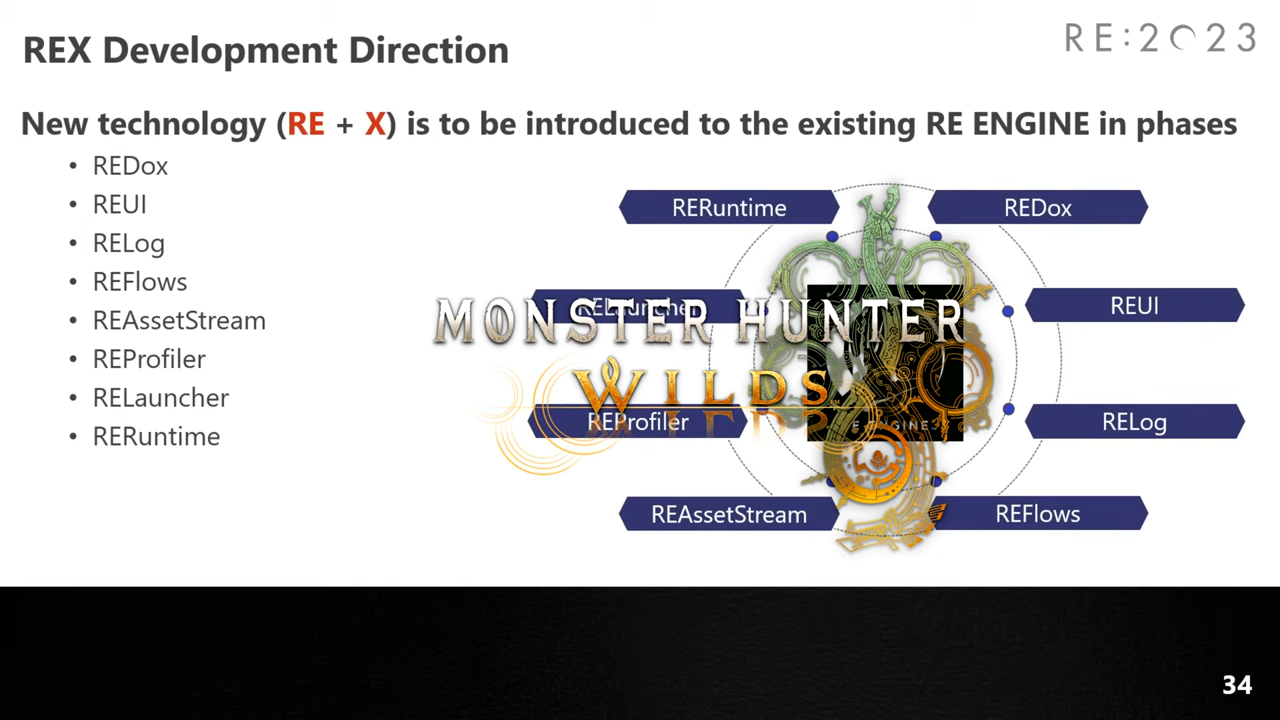 REX Development Direction
RE:2023
New technology (RE + X) is to be introduced to the existing RE ENGINE in phases
• REDox
• REUI
• RELog
• REFlows
• REAssetStream
• REProfiler
• RELauncher
• RERuntime
RERuntime
REDox
RELauncher
REUI
MONSTER HUNTER
WILDS
REProfiler
RELog
E ENGINE
REAssetStream
REFlows
34